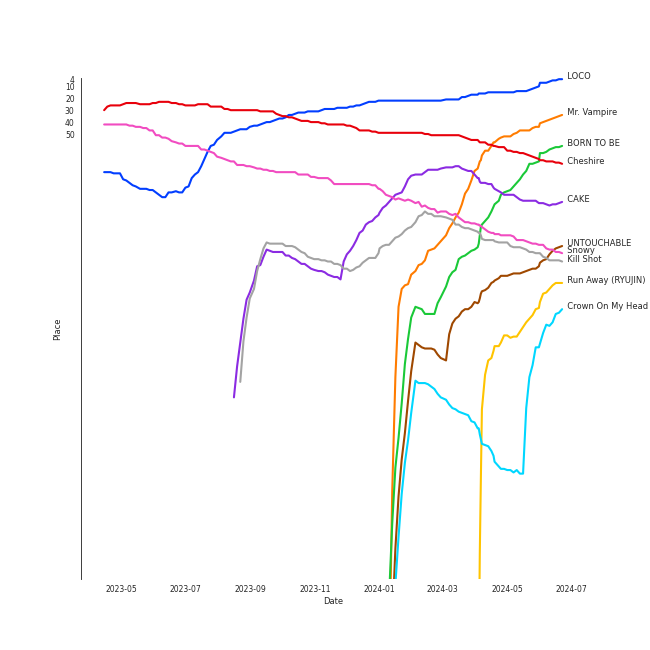 4
10
20
30
40
50
Place
LOCO
Mr. Vampire
BORN TO BE
Cheshire
CAKE
UNTOUCHABLE
Snowy
Kill Shot
Run Away (RYUJIN)
Crown On My Head
2023-05
2023-07
2023-09
2023-11
2024-01
2024-03
2024-05
2024-07
Date